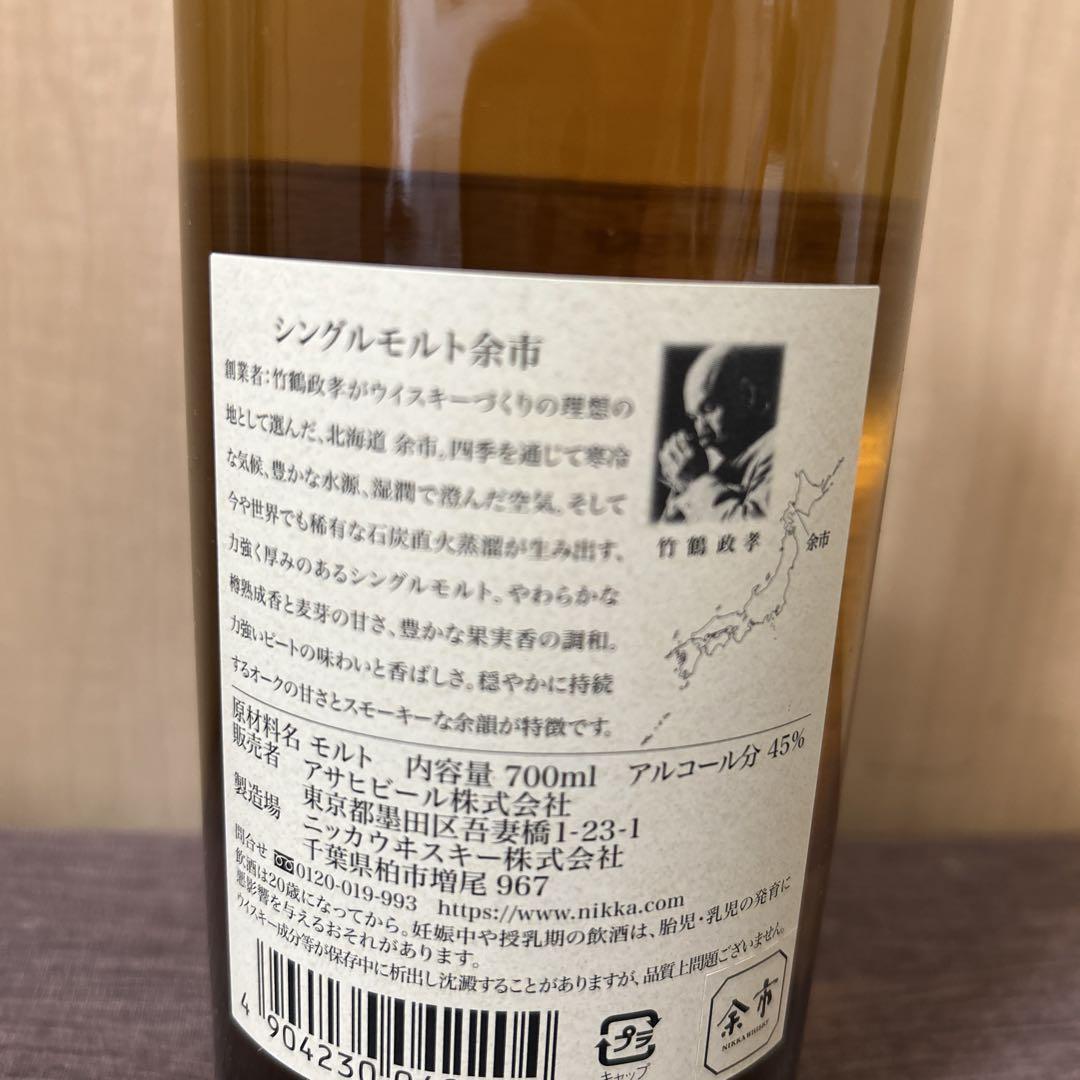 シングルモルト余市
創業者:竹鶴政孝がウイスキーづくりの理想の
地として選んだ、北海道 余市。四季を通じて寒冷
な気候、豊かな水源、湿潤で澄んだ空気。そして
今や世界でも稀有な石炭直火蒸溜が生み出す、
力強く厚みのあるシングルモルト。やわらかな
樽熟成香と麦芽の甘さ、豊かな果実香の調和。
力強いピートの味わいと香ばしさ。穏やかに持続
するオークの甘さとスモーキーな余韻が特徴です。
竹鶴政孝
余市
原材料名 モルト 内容量 700ml アルコール分 45%
販売者 アサヒビール株式会社
東京都墨田区吾妻橋1-23-1
製造場 ニッカウヰスキー株式会社
千葉県柏市増尾 967
問合せ 0120-019-993 https://www.nikka.com
飲酒は20歳になってから。妊娠中や授乳期の飲酒は、胎児・乳児の発育に
悪影響を与えるおそれがあります。
ウイスキー成分等が保存中に析出し沈澱することがありますが、品質上問題ございません。
4 904230
プラ
キャップ
余市
NIKKA WHISKY